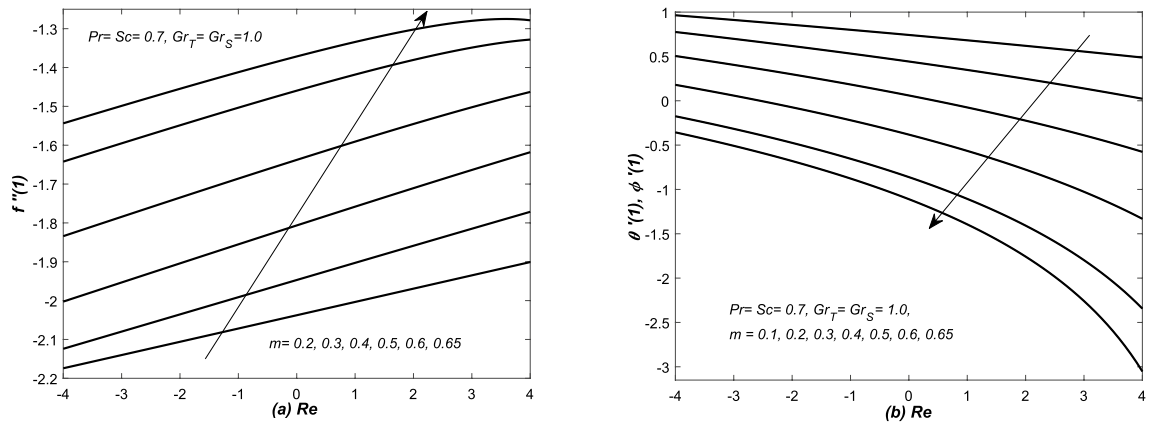 -1.3
-1.4
-1.5
-1.6
-1.7
-1.8
-1.9
-2
-2.1
-2.2
f "(1)
Pr= Sc= 0.7, Gr_T= Gr_S=1.0
m= 0.2, 0.3, 0.4, 0.5, 0.6, 0.65
-4 -3 -2 -1 0 1 2 3 4
(a) Re
1
0.5
0
-0.5
-1
-1.5
-2
-2.5
-3
θ '(1), ϕ '(1)
Pr= Sc= 0.7, Gr_T= Gr_S= 1.0,
m = 0.1, 0.2, 0.3, 0.4, 0.5, 0.6, 0.65
-4 -3 -2 -1 0 1 2 3 4
(b) Re